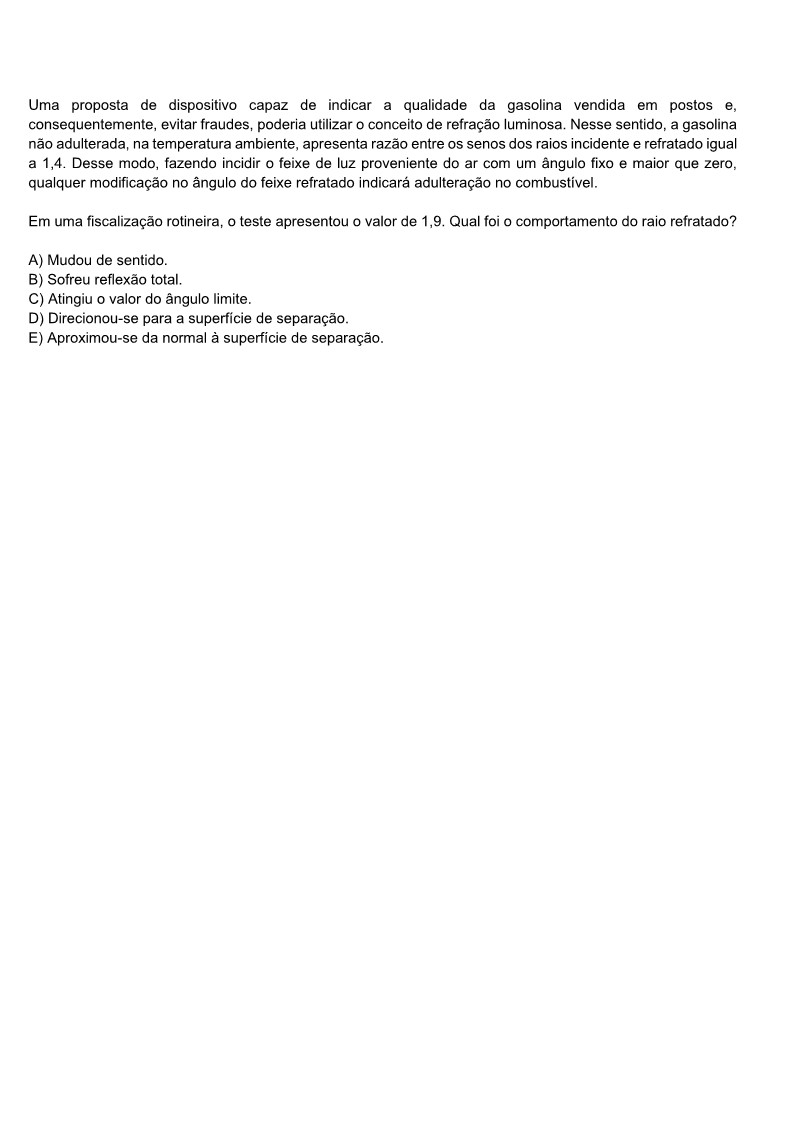 Uma proposta de dispositivo capaz de indicar a qualidade da gasolina vendida em postos e,
consequentemente, evitar fraudes, poderia utilizar o conceito de refração luminosa. Nesse sentido, a gasolina
não adulterada, na temperatura ambiente, apresenta razão entre os senos dos raios incidente e refratado igual
a 1,4. Desse modo, fazendo incidir o feixe de luz proveniente do ar com um ângulo fixo e maior que zero,
qualquer modificação no ângulo do feixe refratado indicará adulteração no combustível.
Em uma fiscalização rotineira, o teste apresentou o valor de 1,9. Qual foi o comportamento do raio refratado?
A) Mudou de sentido.
B) Sofreu reflexão total.
C) Atingiu o valor do ângulo limite.
D) Direcionou-se para a superfície de separação.
E) Aproximou-se da normal à superfície de separação.